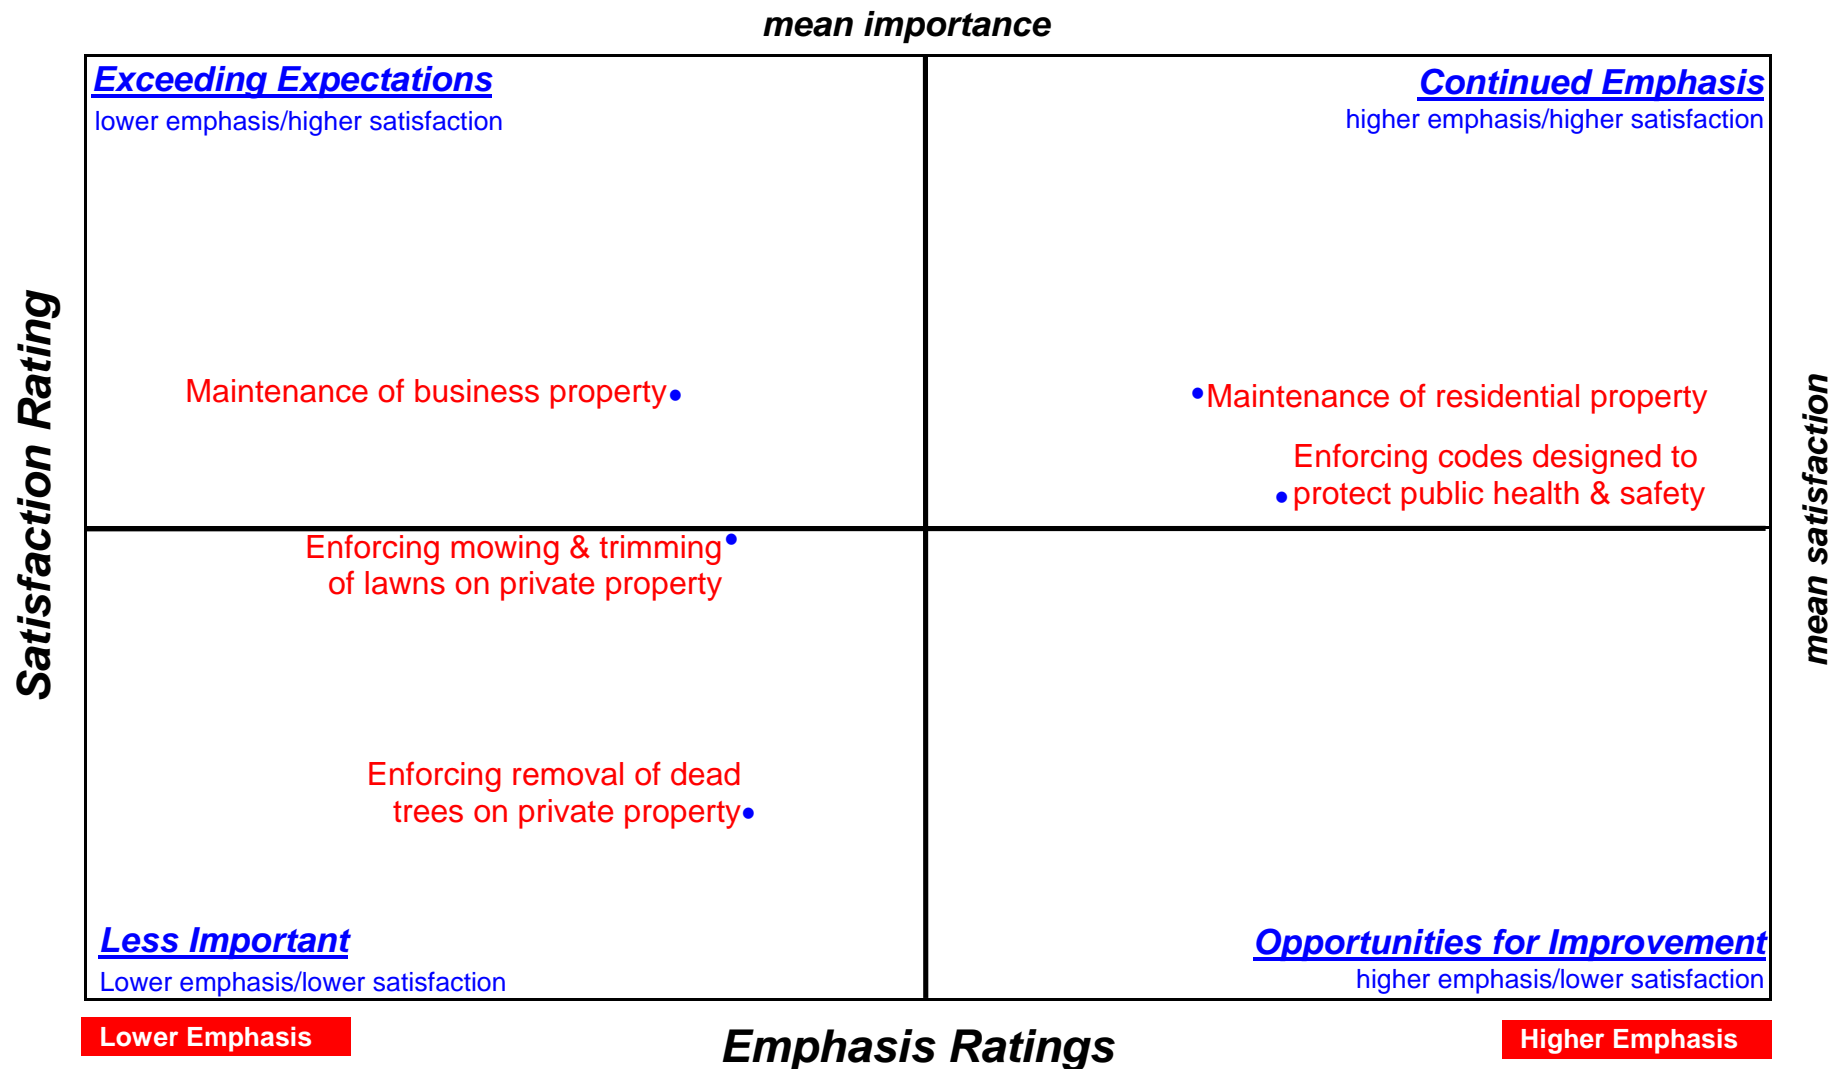 mean importance
Exceeding Expectations
lower emphasis/higher satisfaction
Continued Emphasis
higher emphasis/higher satisfaction
Satisfaction Rating
mean satisfaction
Maintenance of business property
Maintenance of residential property
Enforcing codes designed to
protect public health & safety
Enforcing mowing & trimming
of lawns on private property
Enforcing removal of dead
trees on private property
Less Important
Lower emphasis/lower satisfaction
Opportunities for Improvement
higher emphasis/lower satisfaction
Lower Emphasis
Emphasis Ratings
Higher Emphasis